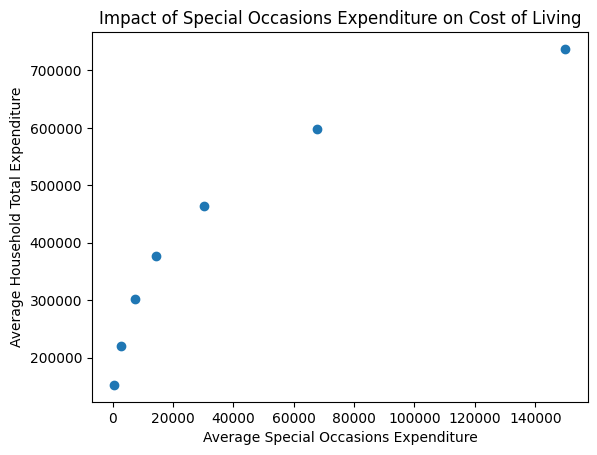 Impact of Special Occasions Expenditure on Cost of Living
Average Household Total Expenditure
700000
600000
500000
400000
300000
200000
0 20000 40000 60000 80000 100000 120000 140000
Average Special Occasions Expenditure